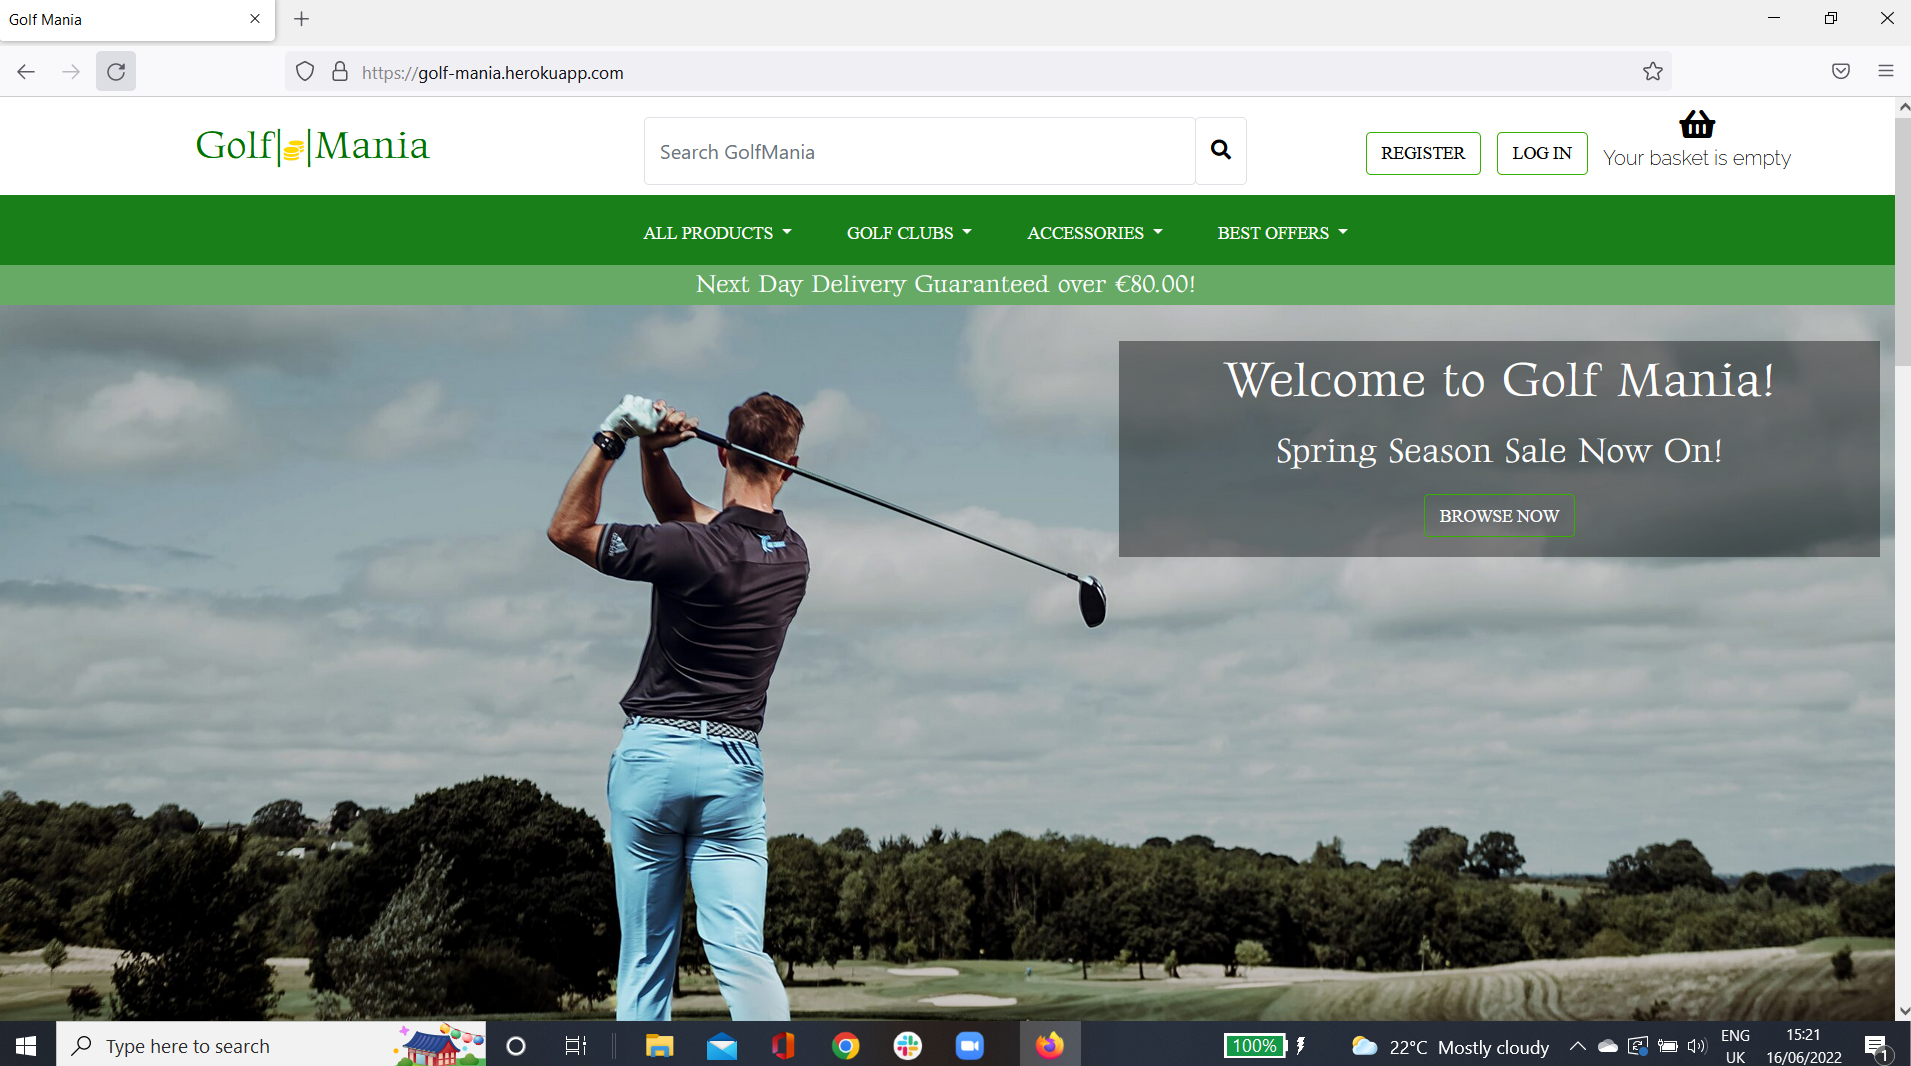 Golf Mania
https://golf-mania.herokuapp.com
Golf||Mania
Search GolfMania
REGISTER
LOG IN
Your basket is empty
ALL PRODUCTS
GOLF CLUBS
ACCESSORIES
BEST OFFERS
Next Day Delivery Guaranteed over €80.00!
Welcome to Golf Mania!
Spring Season Sale Now On!
BROWSE NOW
Type here to search
100%
22°C Mostly cloudy
ENG
UK
15:21
16/06/2022
1